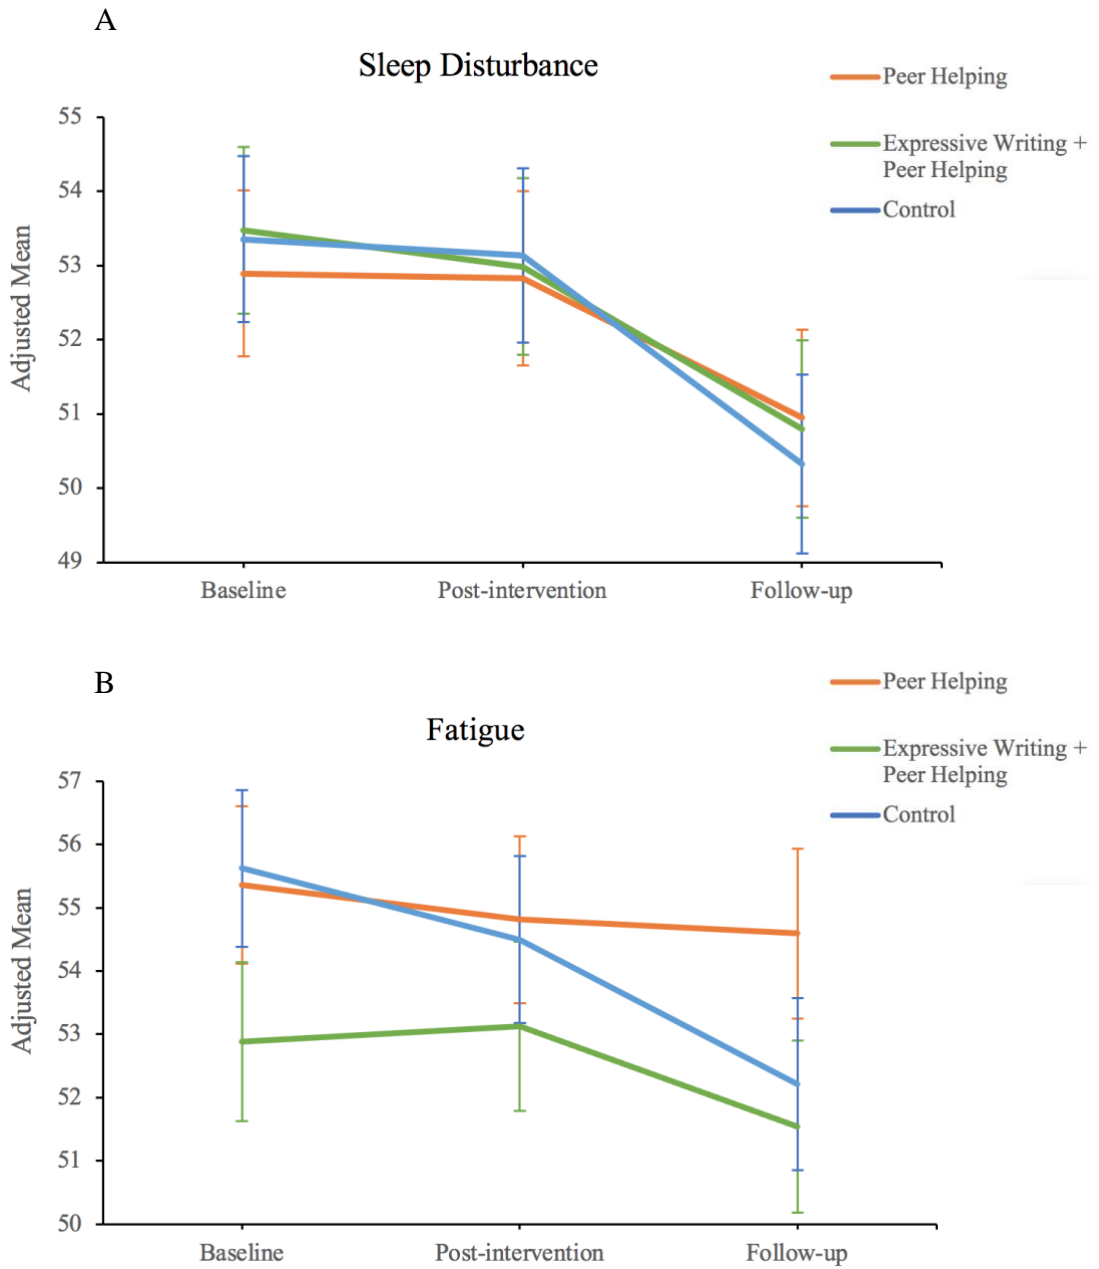 A
Sleep Disturbance
Peer Helping
Expressive Writing +
Peer Helping
Control
Adjusted Mean
55
54
53
52
51
50
49
Baseline
Post-intervention
Follow-up
B
Fatigue
Peer Helping
Expressive Writing +
Peer Helping
Control
Adjusted Mean
57
56
55
54
53
52
51
50
Baseline
Post-intervention
Follow-up